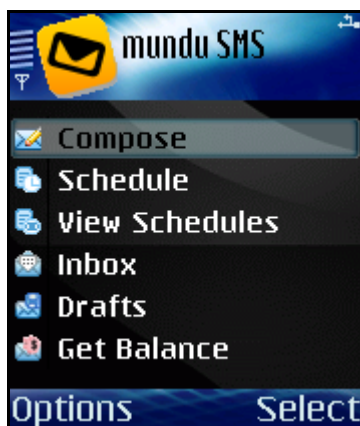 mundu SMS
Compose
Schedule
View Schedules
Inbox
Drafts
Get Balance
Options Select